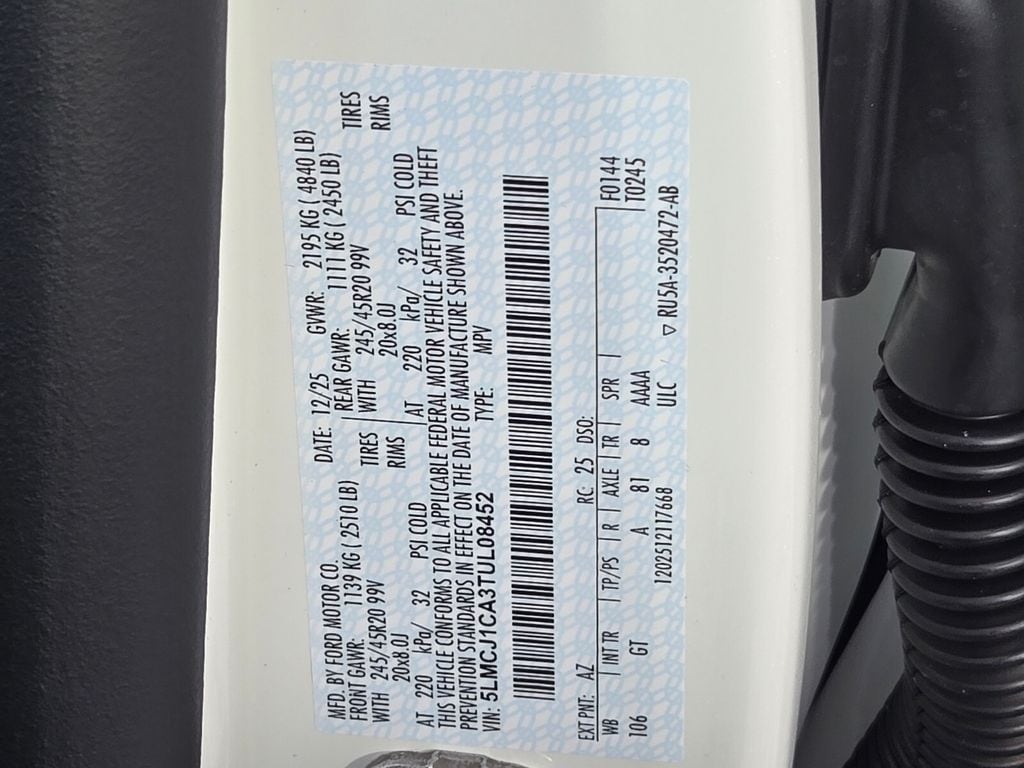 MFD. BY FORD MOTOR CO. DATE: 12/25 GVWR: 2195 KG ( 4840 LB)
FRONT GAWR: 1139 KG ( 2510 LB) REAR GAWR: 1111 KG ( 2450 LB)
WITH 245/45R20 99V TIRES WITH 245/45R20 99V TIRES
20x8.0J RIMS 20x8.0J RIMS
AT 220 kPa/ 32 PSI COLD AT 220 kPa/ 32 PSI COLD
THIS VEHICLE CONFORMS TO ALL APPLICABLE FEDERAL MOTOR VEHICLE SAFETY AND THEFT
PREVENTION STANDARDS IN EFFECT ON THE DATE OF MANUFACTURE SHOWN ABOVE.
VIN: 5LMCJ1CA3TUL08452 TYPE: MPV
EXT PNT: AZ RC: 25 DSO: F0144
WB INT TR TP/PS R AXLE TR SPR T0245
106 GT A 81 8 AAAA
1202512117668 ULC ▽ RU5A-3520472-AB